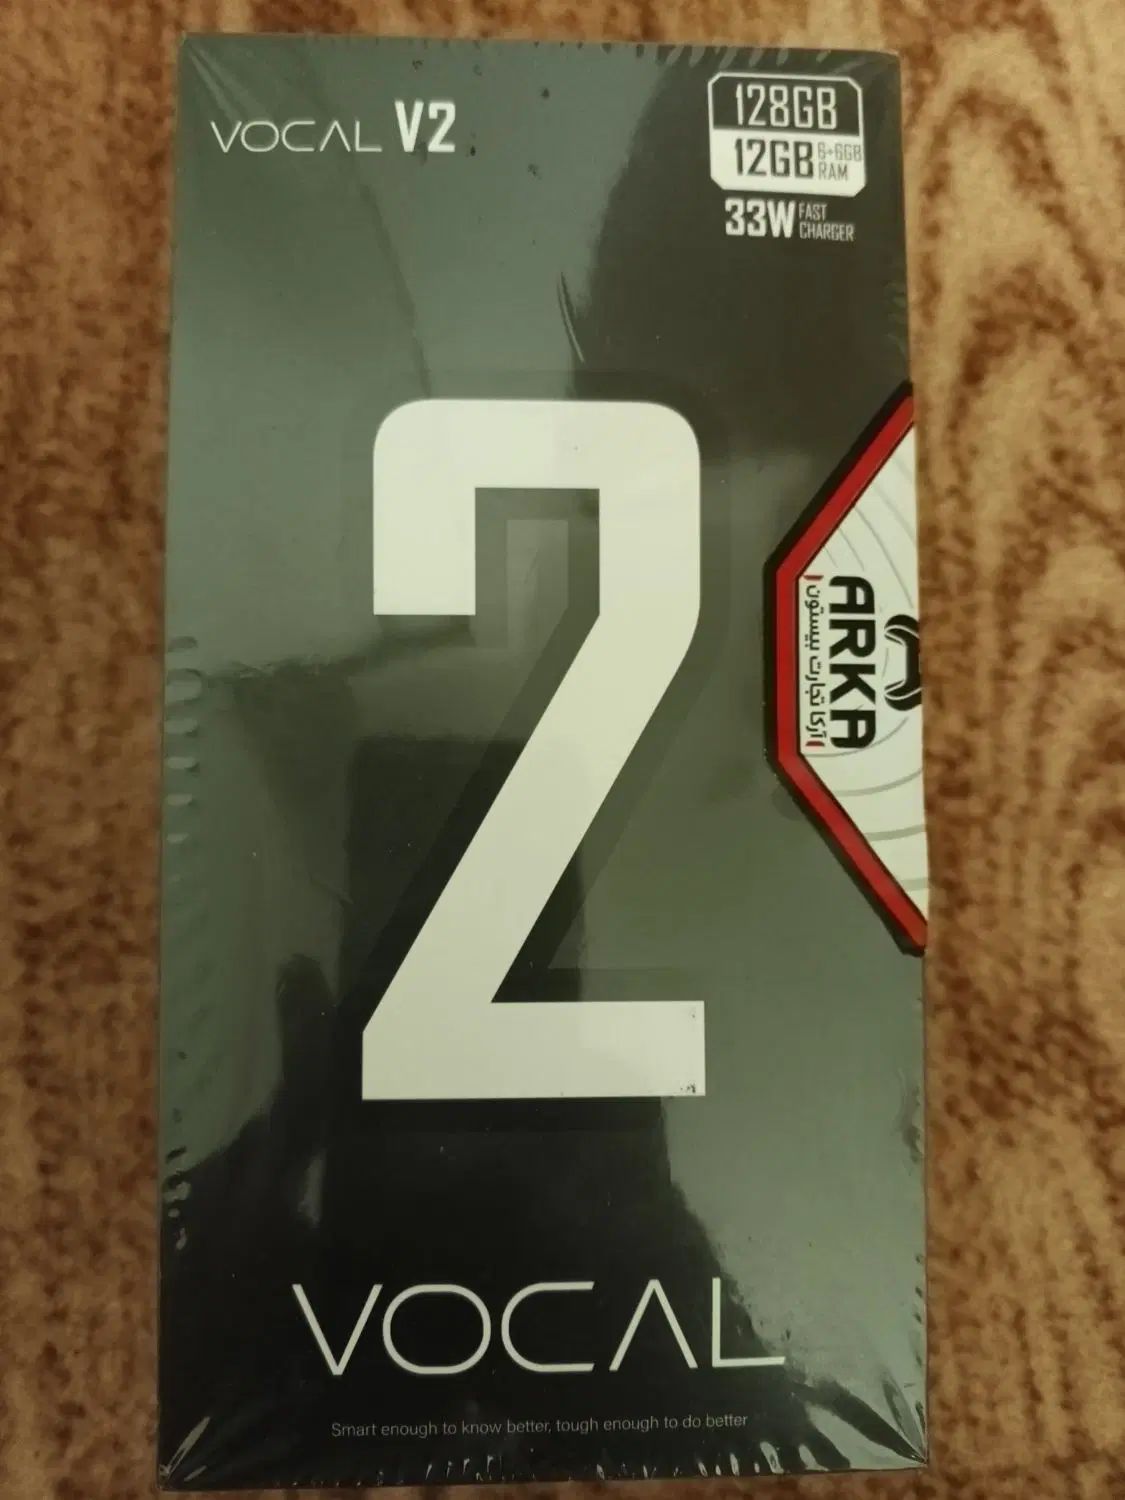 VOCAL V2
128GB
12GB 6+6GB RAM
33W FAST CHARGER
2
ARKA
آرکا تجارت بیستون
VOCAL
Smart enough to know better, tough enough to do better